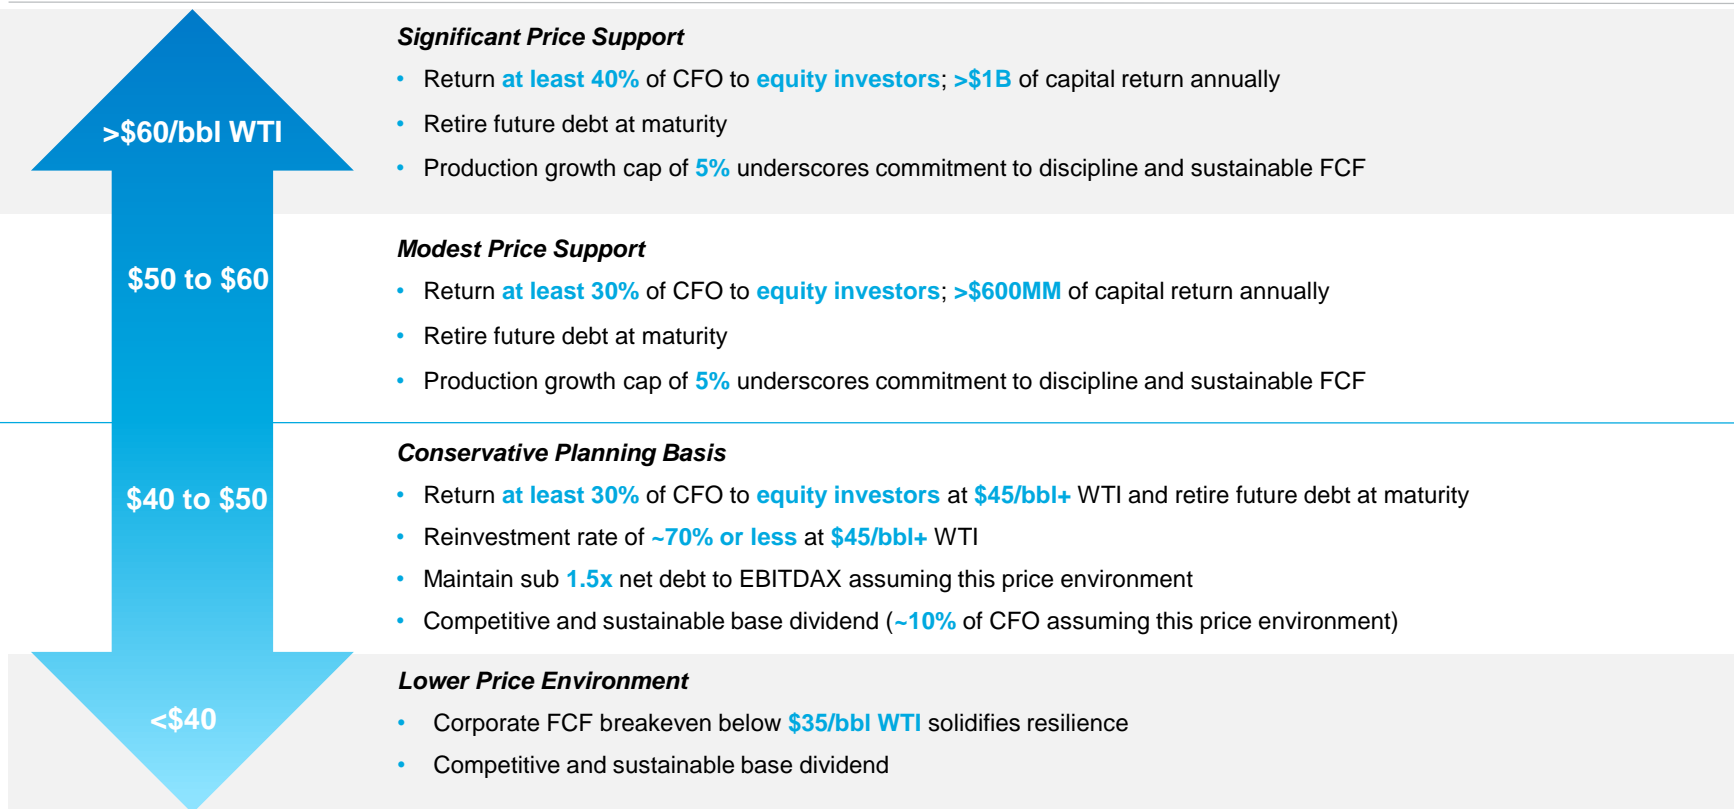 >$60/bbl WTI
Significant Price Support
• Return at least 40% of CFO to equity investors; >$1B of capital return annually
• Retire future debt at maturity
• Production growth cap of 5% underscores commitment to discipline and sustainable FCF
$50 to $60
Modest Price Support
• Return at least 30% of CFO to equity investors; >$600MM of capital return annually
• Retire future debt at maturity
• Production growth cap of 5% underscores commitment to discipline and sustainable FCF
$40 to $50
Conservative Planning Basis
• Return at least 30% of CFO to equity investors at $45/bbl+ WTI and retire future debt at maturity
• Reinvestment rate of ~70% or less at $45/bbl+ WTI
• Maintain sub 1.5x net debt to EBITDAX assuming this price environment
• Competitive and sustainable base dividend (~10% of CFO assuming this price environment)
<$40
Lower Price Environment
• Corporate FCF breakeven below $35/bbl WTI solidifies resilience
• Competitive and sustainable base dividend